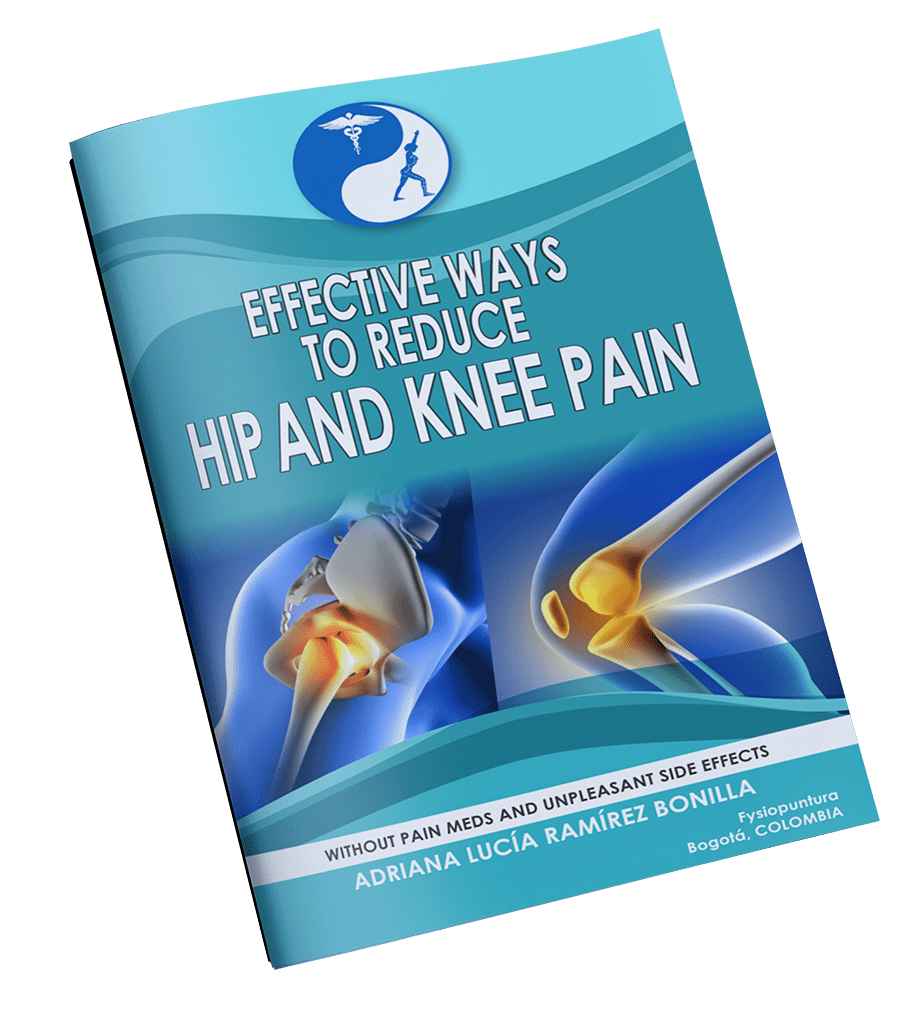 EFFECTIVE WAYS
TO REDUCE
HIP AND KNEE PAIN
WITHOUT PAIN MEDS AND UNPLEASANT SIDE EFFECTS
ADRIANA LUCÍA RAMÍREZ BONILLA
Fysiopuntura
Bogotá, COLOMBIA